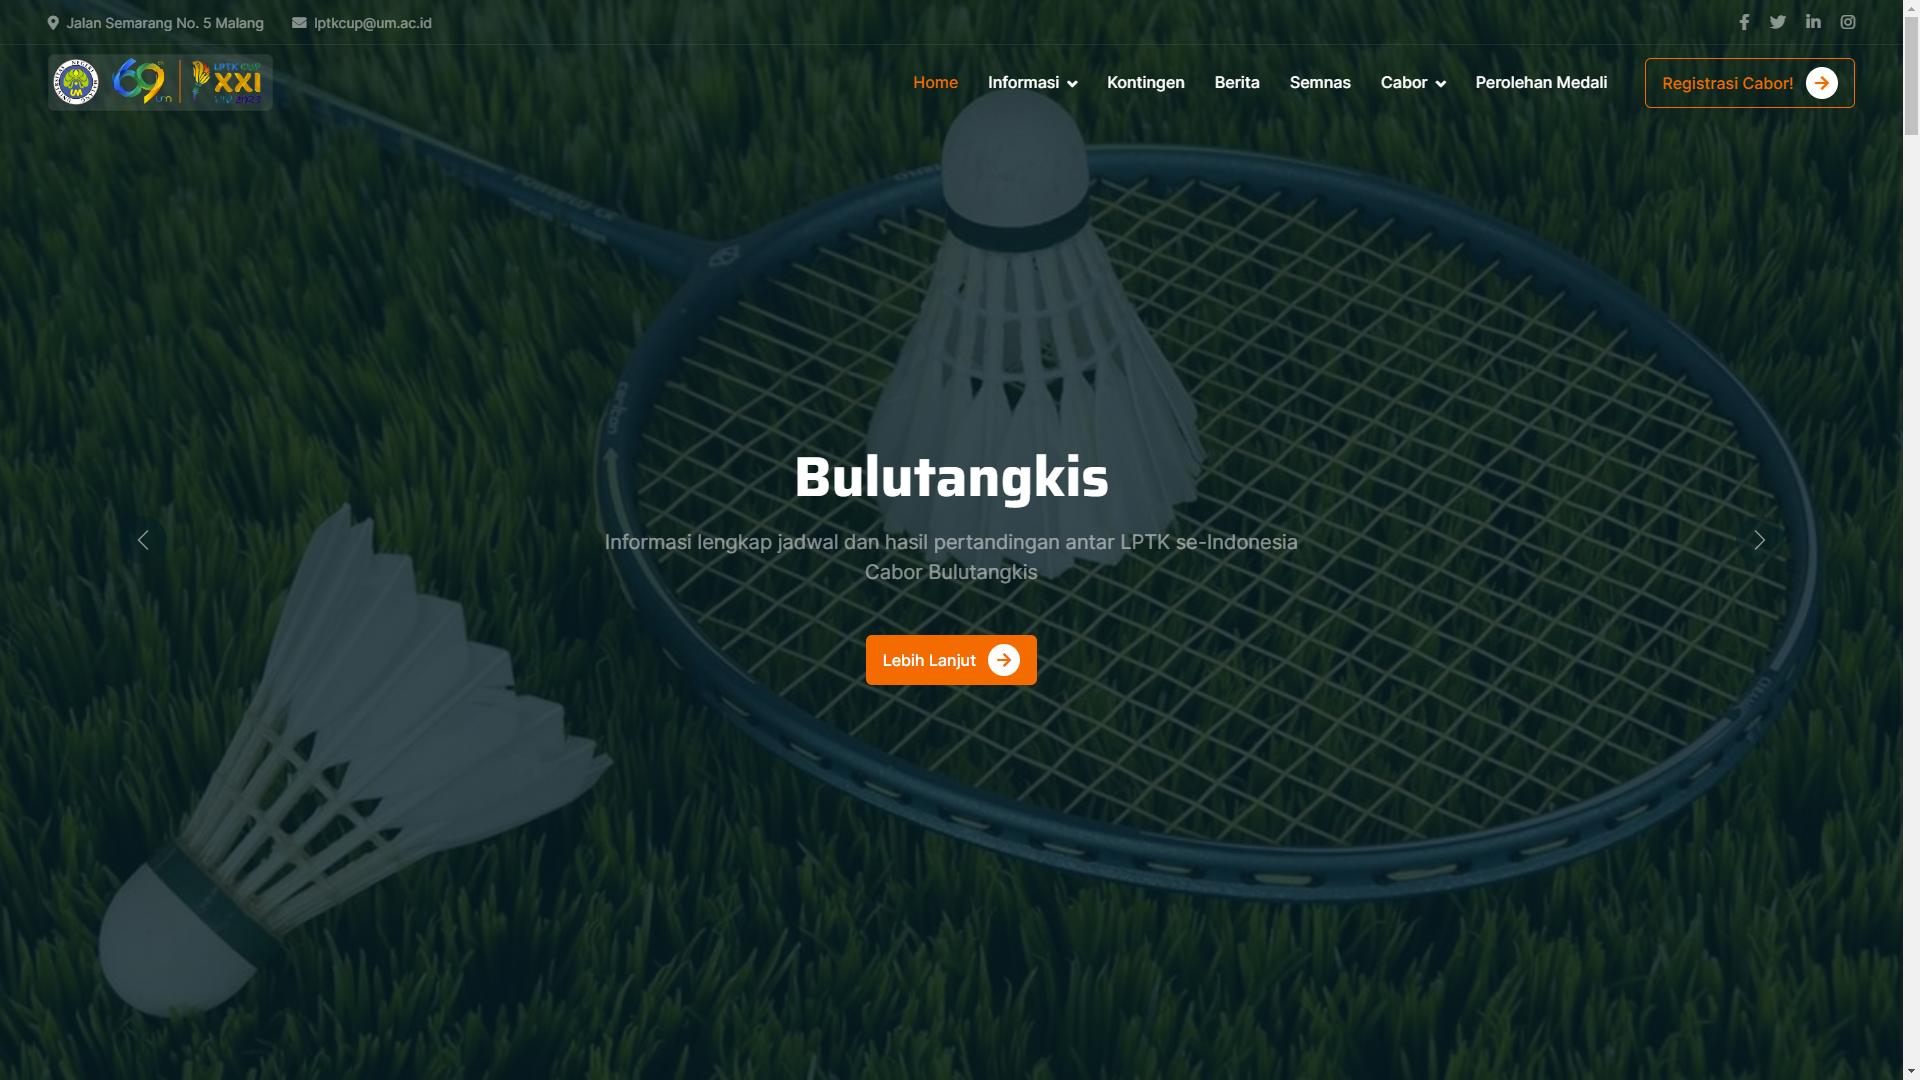 Jalan Semarang No. 5 Malang
lptkcup@um.ac.id
UM
69
um
LPTK CUP
XXI
UM 2023
Home
Informasi
Kontingen
Berita
Semnas
Cabor
Perolehan Medali
Registrasi Cabor!
Bulutangkis
Informasi lengkap jadwal dan hasil pertandingan antar LPTK se-Indonesia
Cabor Bulutangkis
Lebih Lanjut